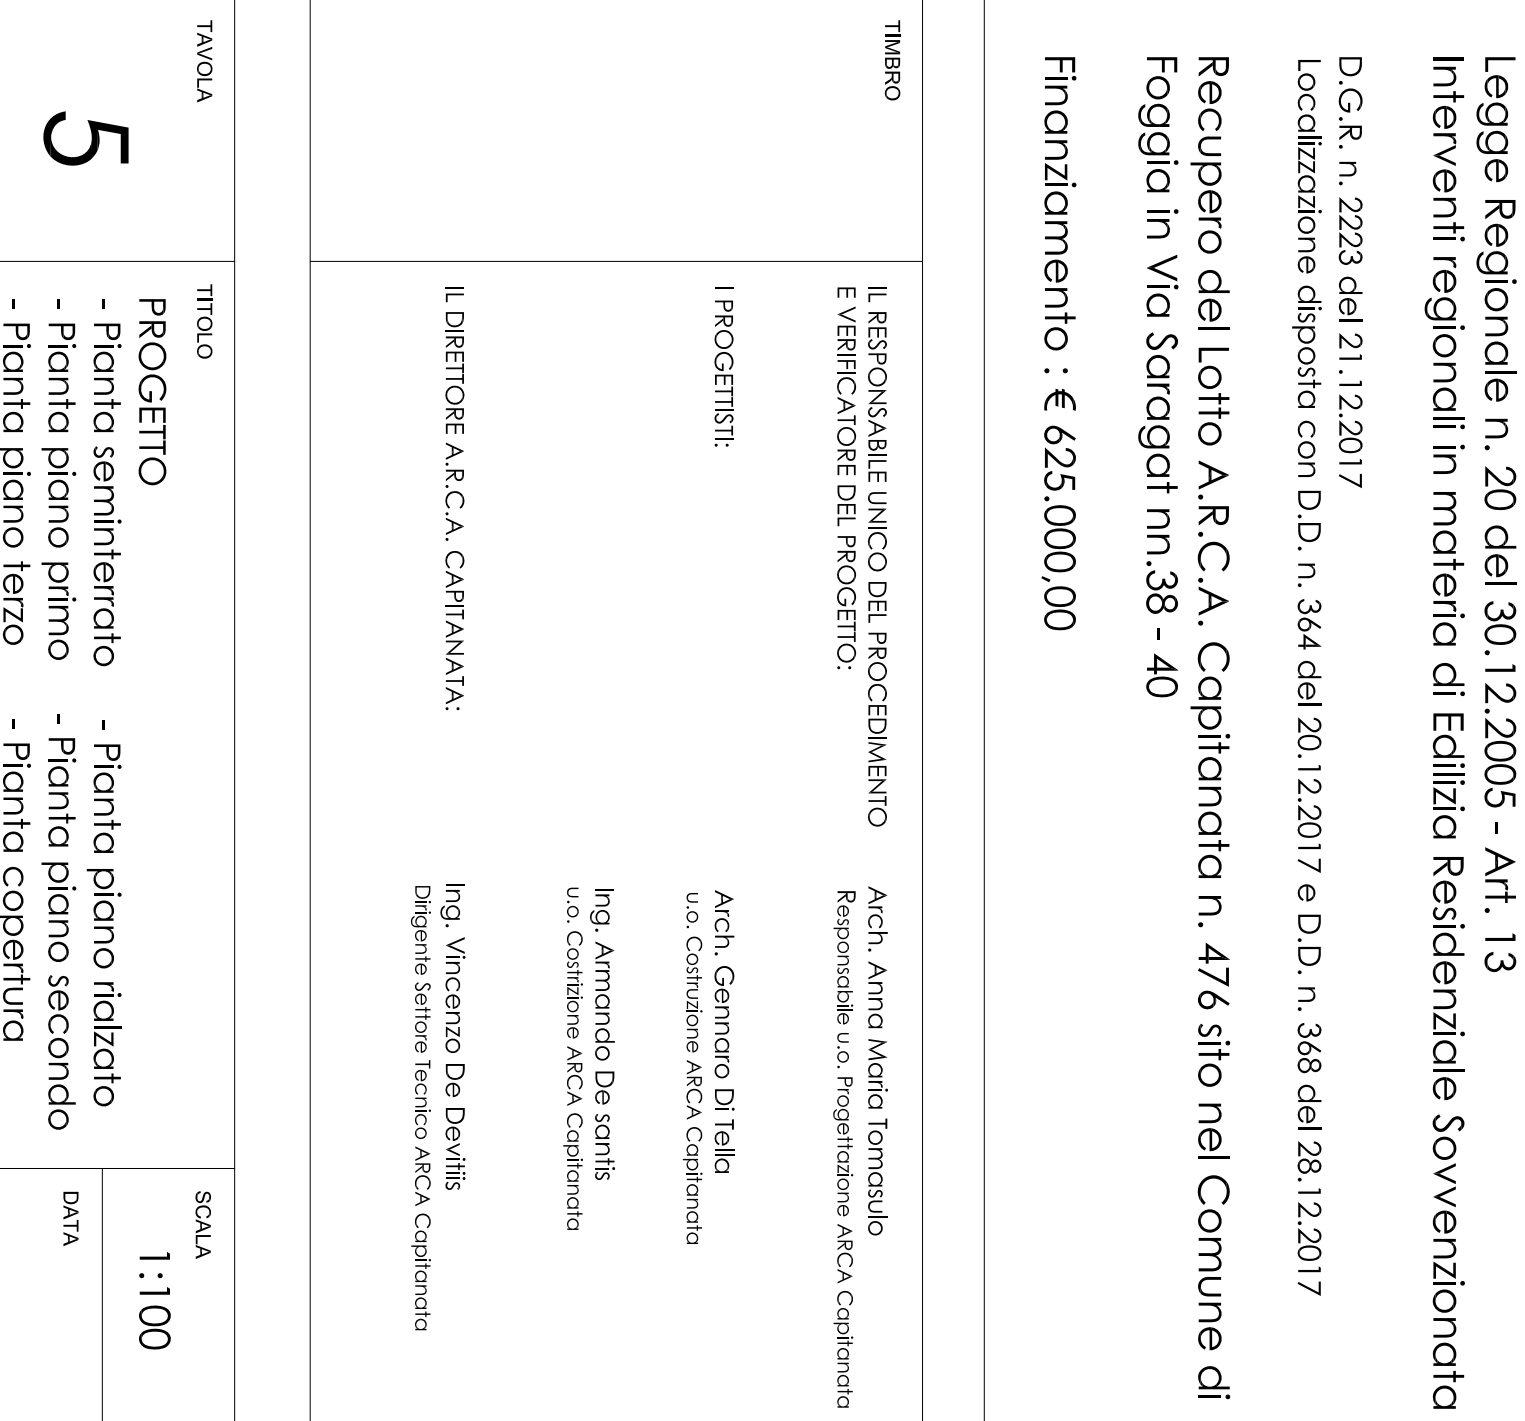 Legge Regionale n. 20 del 30.12.2005 - Art. 13
Interventi regionali in materia di Edilizia Residenziale Sovvenzionata
D.G.R. n. 2223 del 21.12.2017
Localizzazione disposta con D.D. n. 364 del 20.12.2017 e D.D. n. 368 del 28.12.2017
Recupero del Lotto A.R.C.A. Capitanata n. 476 sito nel Comune di
Foggia in Via Saragat nn.38 - 40
Finanziamento : € 625.000,00
TIMBRO
IL RESPONSABILE UNICO DEL PROCEDIMENTO
E VERIFICATORE DEL PROGETTO:
Arch. Anna Maria Tomasulo
Responsabile u.o. Progettazione ARCA Capitanata
I PROGETTISTI:
Arch. Gennaro Di Tella
u.o. Costruzione ARCA Capitanata
Ing. Armando De santis
u.o. Costrizione ARCA Capitanata
IL DIRETTORE A.R.C.A. CAPITANATA:
Ing. Vincenzo De Devitiis
Dirigente Settore Tecnico ARCA Capitanata
TAVOLA
5
TITOLO
PROGETTO
- Pianta seminterrato - Pianta piano rialzato
- Pianta piano primo - Pianta piano secondo
- Pianta piano terzo - Pianta copertura
SCALA
1:100
DATA